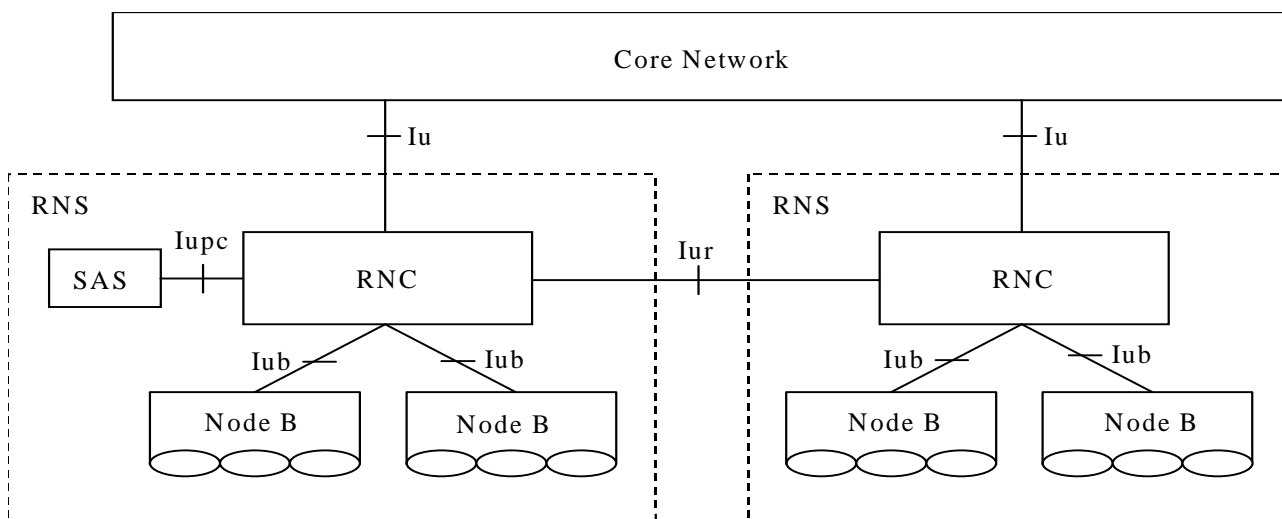 Core Network
Iu
Iu
RNS
RNS
Iupc
Iur
SAS
RNC
RNC
Iub
Iub
Iub
Iub
Node B
Node B
Node B
Node B